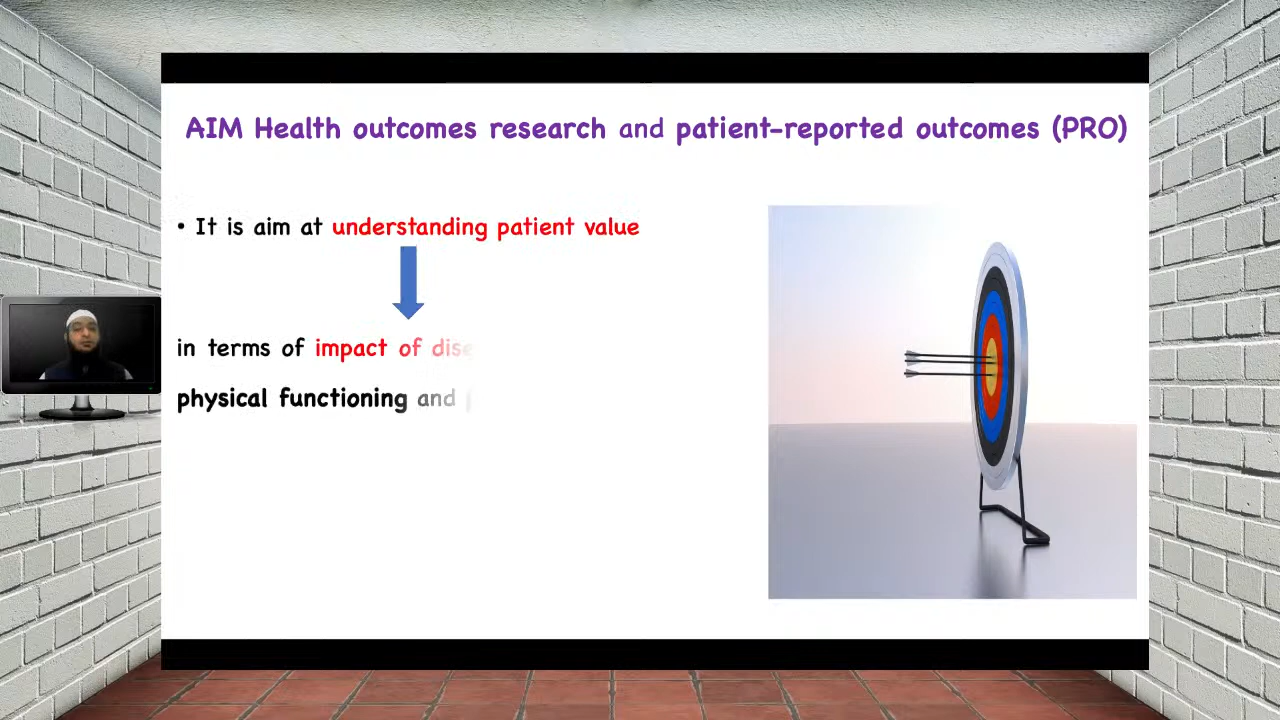 AIM Health outcomes research and patient-reported outcomes (PRO)
• It is aim at understanding patient value
in terms of impact of
physical functioning and